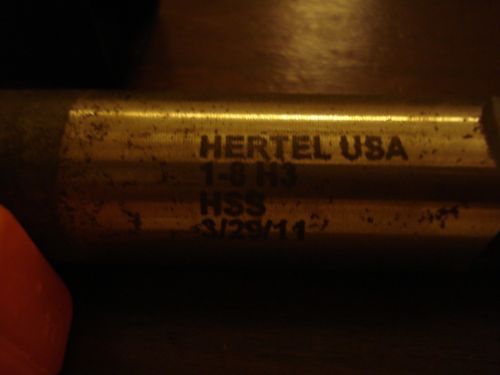 HERTEL USA
1-8 H3
HSS
3/29/11